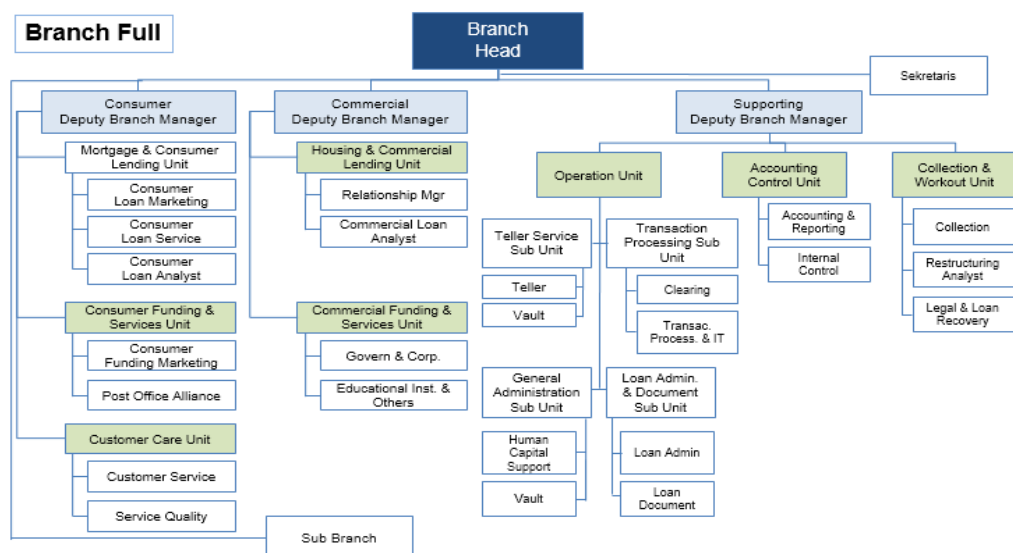 Branch Full
Branch
Head
Sekretaris
Consumer
Deputy Branch Manager
Mortgage & Consumer
Lending Unit
Consumer
Loan Marketing
Consumer
Loan Service
Consumer
Loan Analyst
Consumer Funding &
Services Unit
Consumer
Funding Marketing
Post Office Alliance
Customer Care Unit
Customer Service
Service Quality
Commercial
Deputy Branch Manager
Housing & Commercial
Lending Unit
Relationship Mgr
Commercial Loan
Analyst
Commercial Funding &
Services Unit
Govern & Corp.
Educational Inst. &
Others
Supporting
Deputy Branch Manager
Operation Unit
Teller Service
Sub Unit
Teller
Vault
Transaction
Processing Sub
Unit
Clearing
Transac.
Process. & IT
General
Administration
Sub Unit
Human
Capital
Support
Vault
Loan Admin.
& Document
Sub Unit
Loan Admin
Loan
Document
Accounting
Control Unit
Accounting &
Reporting
Internal
Control
Collection &
Workout Unit
Collection
Restructuring
Analyst
Legal & Loan
Recovery
Sub Branch